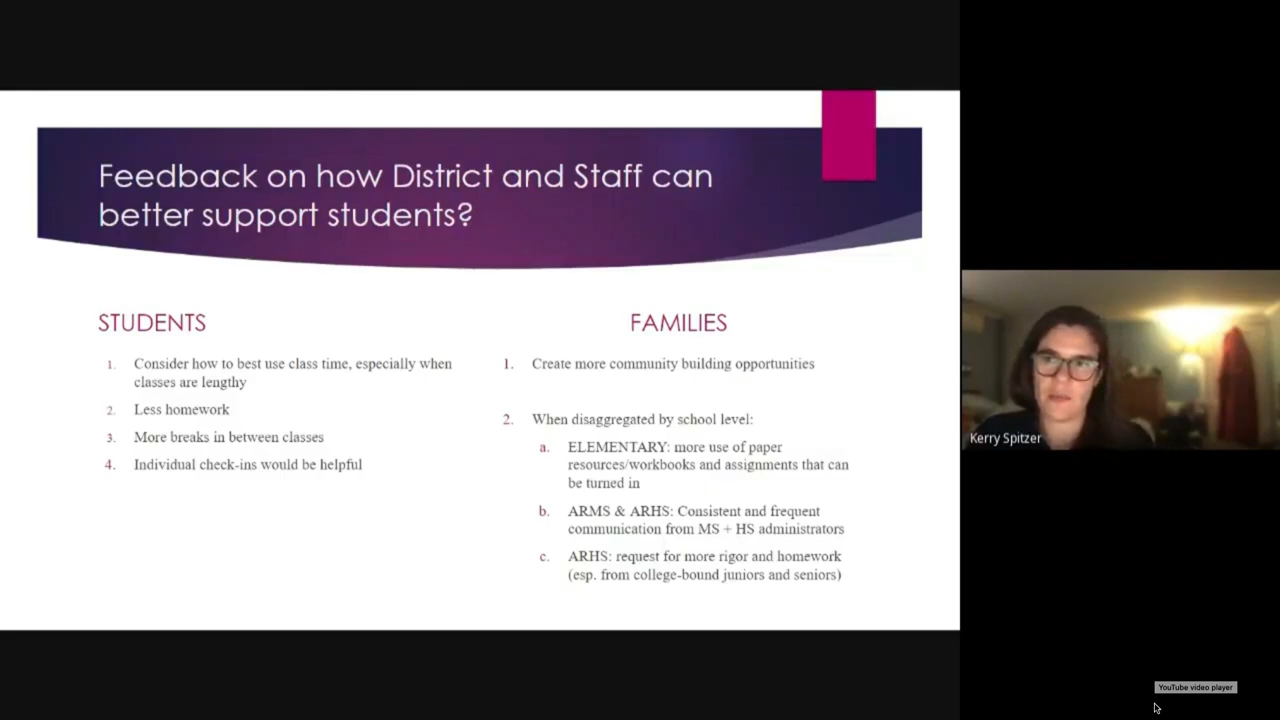 Feedback on how District and Staff can
better support students?
STUDENTS
1. Consider how to best use class time, especially when
classes are lengthy
2. Less homework
3. More breaks in between classes
4. Individual check-ins would be helpful
FAMILIES
1. Create more community building opportunities
2. When disaggregated by school level:
a. ELEMENTARY: more use of paper
resources/workbooks and assignments that can
be turned in
b. ARMS & ARHS: Consistent and frequent
communication from MS + HS administrators
c. ARHS: request for more rigor and homework
(esp. from college-bound juniors and seniors)
Kerry Spitzer
YouTube video player